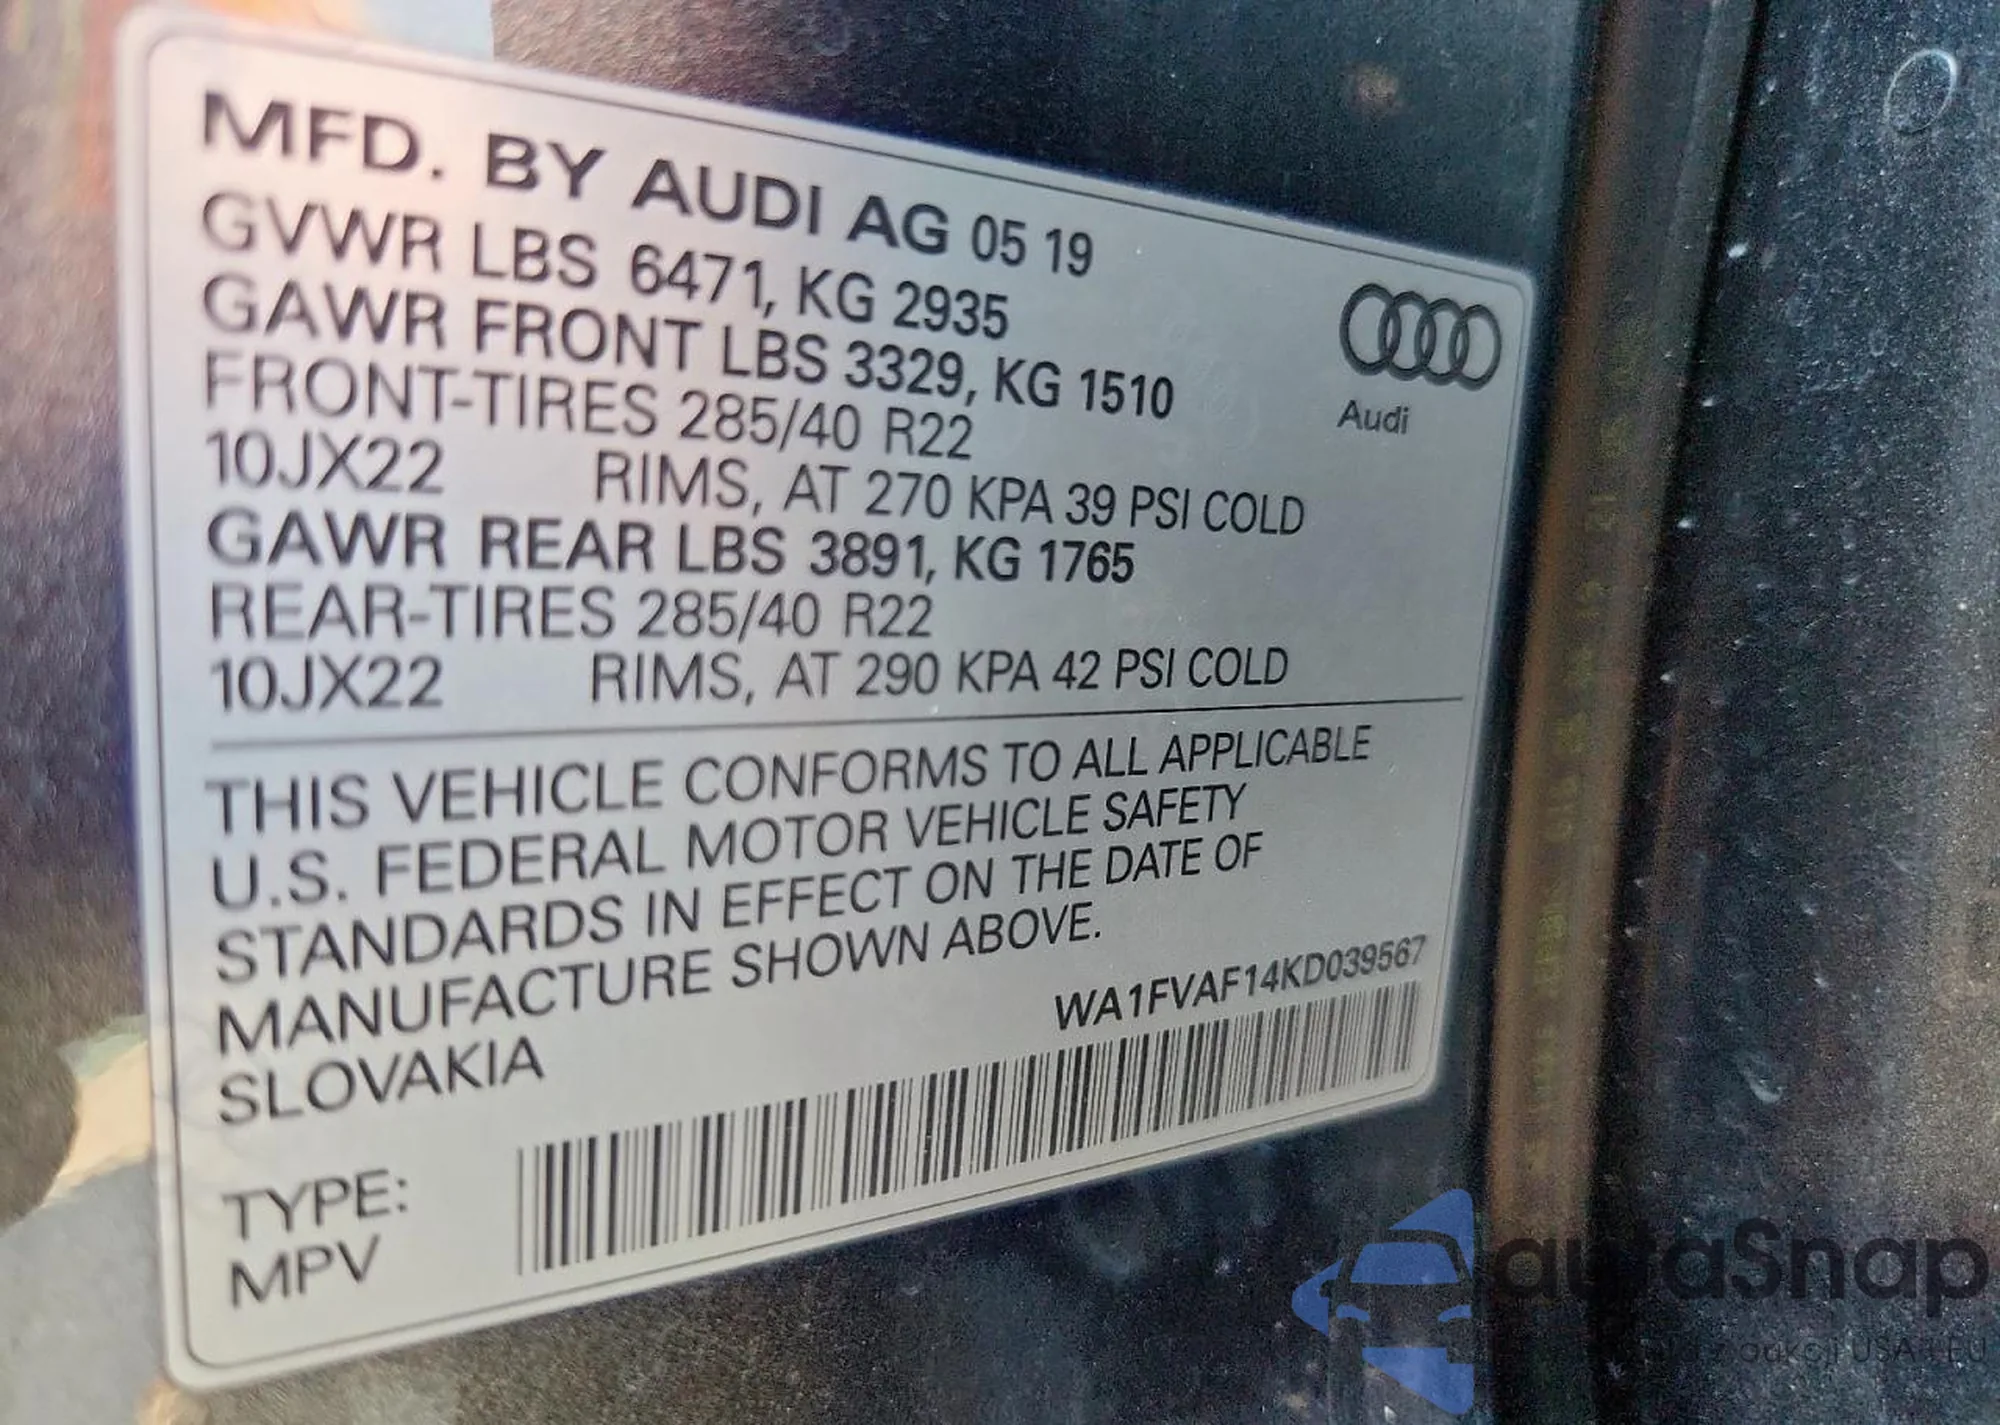 MFD. BY AUDI AG 05 19
GVWR LBS 6471, KG 2935
GAWR FRONT LBS 3329, KG 1510
FRONT-TIRES 285/40 R22
10JX22 RIMS, AT 270 KPA 39 PSI COLD
GAWR REAR LBS 3891, KG 1765
REAR-TIRES 285/40 R22
10JX22 RIMS, AT 290 KPA 42 PSI COLD
Audi
THIS VEHICLE CONFORMS TO ALL APPLICABLE
U.S. FEDERAL MOTOR VEHICLE SAFETY
STANDARDS IN EFFECT ON THE DATE OF
MANUFACTURE SHOWN ABOVE.
SLOVAKIA
WA1FVAF14KD039567
TYPE:
MPV
autaSnap
USA i EU